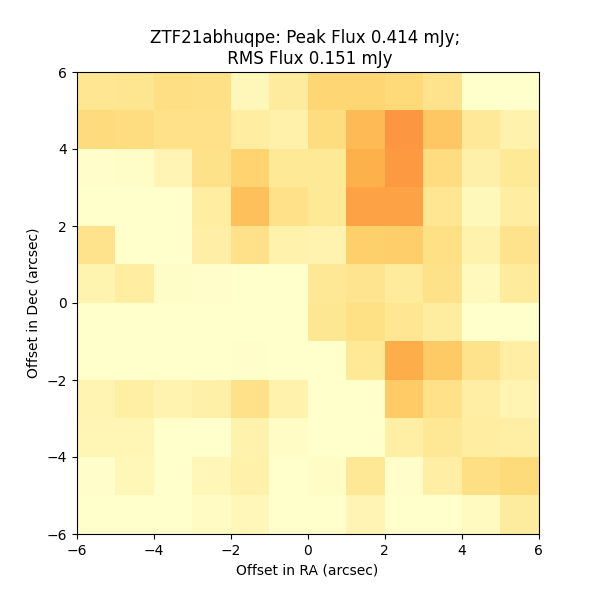 ZTF21abhuqpe: Peak Flux 0.414 mJy;
RMS Flux 0.151 mJy
6
4
2
0
−2
−4
−6
Offset in Dec (arcsec)
−6 −4 −2 0 2 4 6
Offset in RA (arcsec)